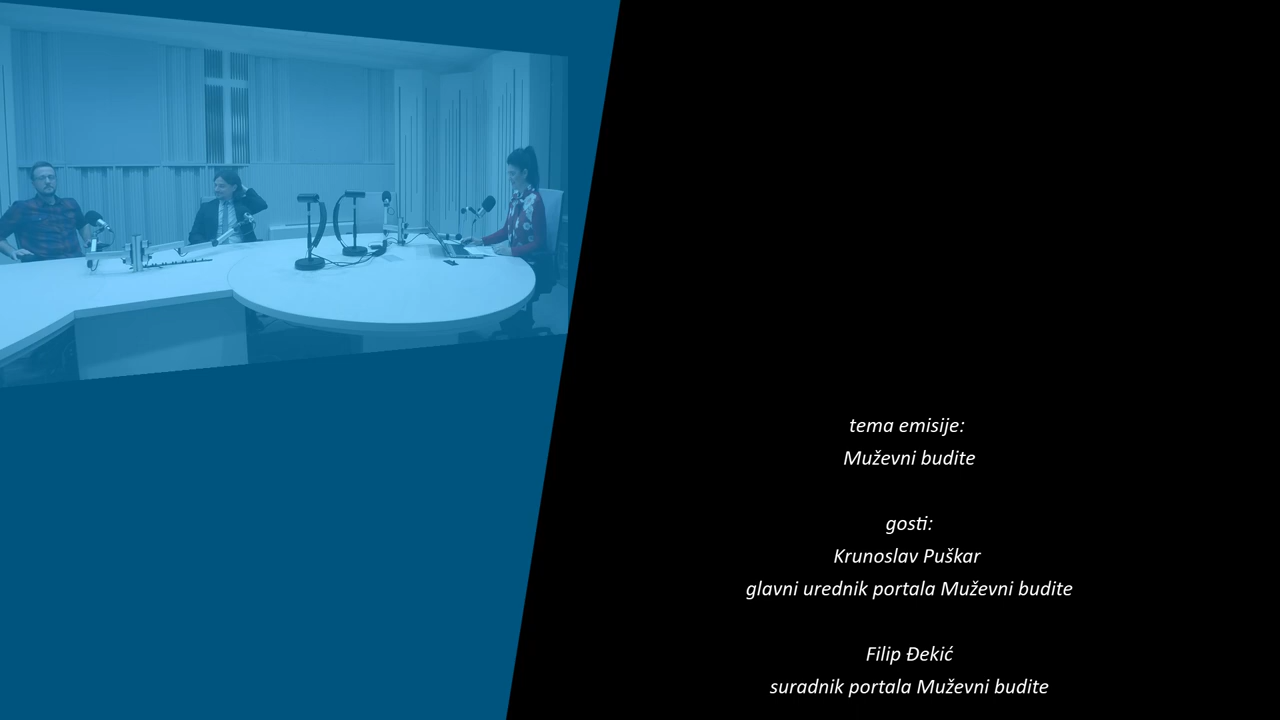 tema emisije:
Muževni budite
gosti:
Krunoslav Puškar
glavni urednik portala Muževni budite
Filip Đekić
suradnik portala Muževni budite